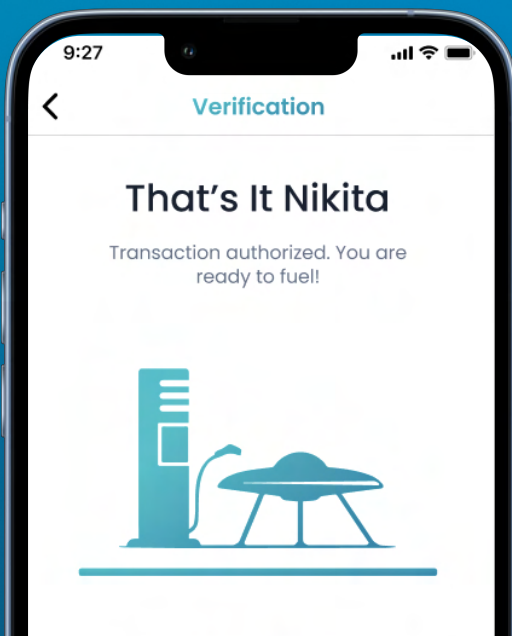 9:27
Verification
That's It Nikita
Transaction authorized. You are
ready to fuel!